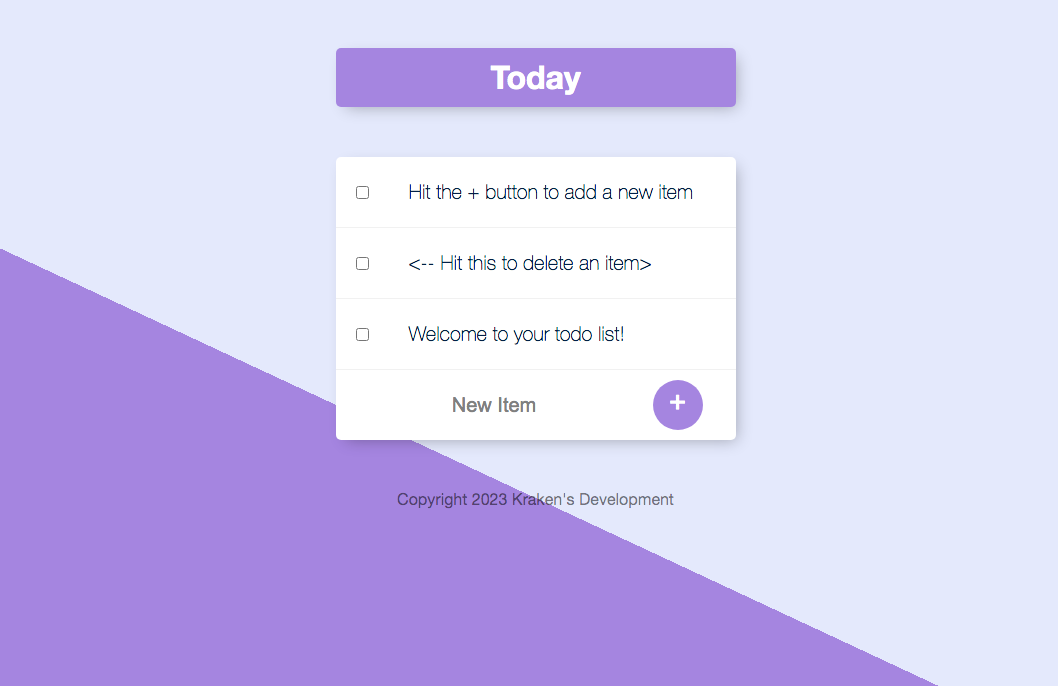 Today
Hit the + button to add a new item
<-- Hit this to delete an item>
Welcome to your todo list!
New Item
+
Copyright 2023 Kraken's Development